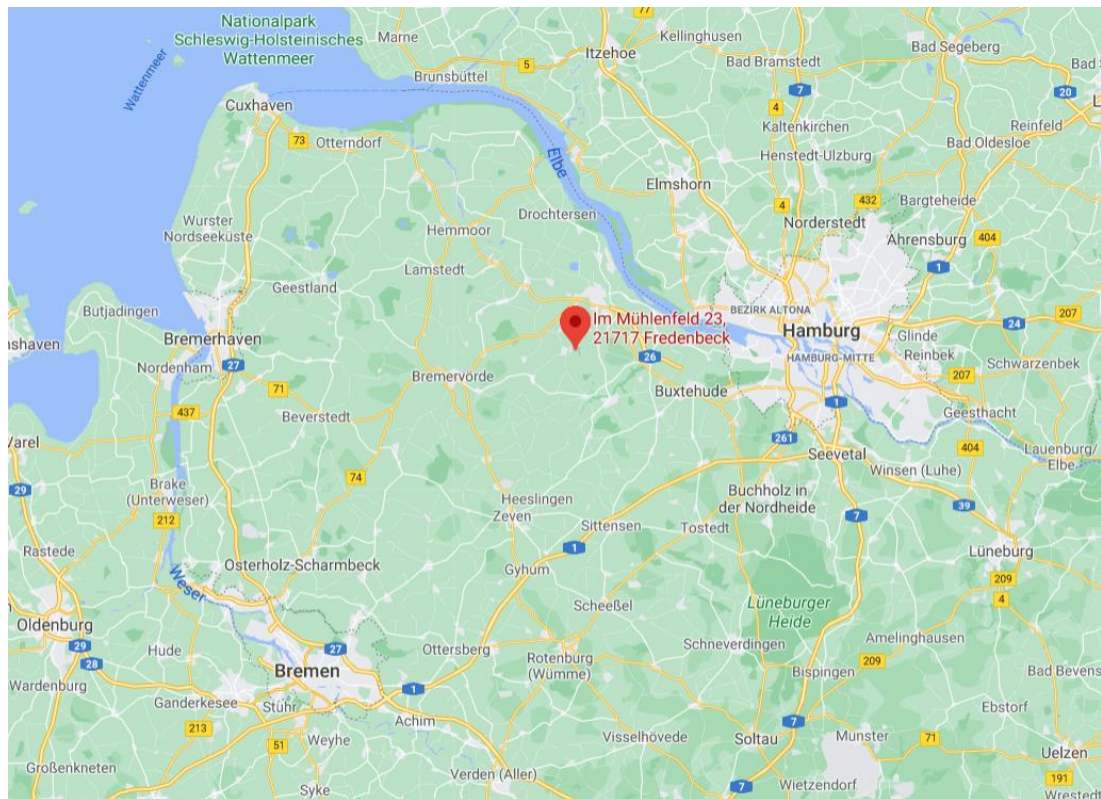 Nationalpark
Schleswig-Holsteinisches
Wattenmeer
Marne
77
Kellinghusen
Itzehoe
Bad Segeberg
Bad Bramstedt
5
Brunsbüttel
Wattenmeer
7
20
Cuxhaven
4
Kaltenkirchen
Reinfeld
73
Otterndorf
Bad Oldesloe
Elbe
Henstedt-Ulzburg
Elmshorn
4
432
Bargteheide
Drochtersen
Norderstedt
Wurster
Nordseeküste
Hemmoor
404
Ahrensburg
1
Lamstedt
Geestland
Butjadingen
BEZIRK ALTONA
207
Im Mühlenfeld 23,
21717 Fredenbeck
Hamburg
24
Glinde
Bremerhaven
26
HAMBURG-MITTE
Reinbek
Schwarzenbek
Nordenham
27
207
Bremervörde
71
Buxtehude
1
Geesthacht
437
Beverstedt
261
404
Varel
Seevetal
Lauenburg/
Elbe
Winsen (Luhe)
74
29
Brake
(Unterweser)
Heeslingen
Buchholz in
der Nordheide
39
Zeven
212
Sittensen
Tostedt
7
Rastede
1
Lüneburg
Osterholz-Scharmbeck
Gyhum
209
Weser
4
Scheeßel
Lüneburger
Heide
Oldenburg
29
Hude
27
Ottersberg
Schneverdingen
Amelinghausen
28
Bremen
Rotenburg
(Wümme)
209
Bispingen
Bad Bevens
Wardenburg
1
Ganderkesee
Stuhr
Achim
Ebstorf
213
7
51
Weyhe
Visselhövede
Soltau
Munster
71
Uelzen
Großenkneten
Verden (Aller)
191
Syke
7
Wietzendorf
Wrestedt